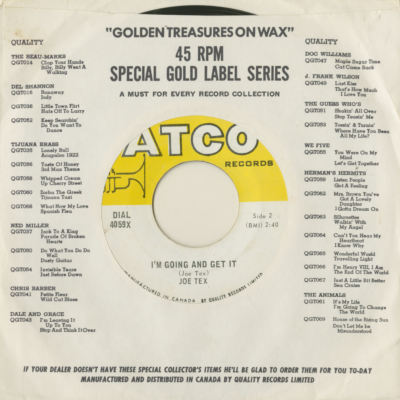 "GOLDEN TREASURES ON WAX"
45 RPM
SPECIAL GOLD LABEL SERIES
A MUST FOR EVERY RECORD COLLECTION
QUALITY
THE BEAU-MARKS
QGT014 Clap Your Hands
Billy, Billy Went A
Walking
DEL SHANNON
QGT016 Runaway
Jody
QGT036 Little Town Flirt
Hats Off To Larry
QGT052 Keep Searchin'
Do You Want To
Dance
TIJUANA BRASS
QGT035 Lonely Bull
Acapulco 1922
QGT056 Taste Of Honey
3rd Man Theme
QGT058 Whipped Cream
Up Cherry Street
QGT060 Zorba The Greek
Tijuana Taxi
QGT068 What Now My Love
Spanish Flea
NED MILLER
QGT037 Jack To A King
Parade Of Broken
Hearts
QGT050 Do What You Do Do
Well
Dusty Guitar
QGT064 Invisible Tears
Just Before Dawn
CHRIS BARBER
QGT041 Petite Fleur
Wild Cat Blues
DALE AND GRACE
QGT043 I'm Leaving It
Up To You
Stop And Think It Over
ATCO
RECORDS
DIAL
4059X
Side 2
(BMI) 2:40
I'M GOING AND GET IT
(Joe Tex)
JOE TEX
MANUFACTURED IN CANADA BY QUALITY RECORDS LIMITED
QUALITY
DOO WILLIAMS
QGT047 Maple Sugar Time
Cut Came Back
J. FRANK WILSON
QGT049 Last Kiss
That's How Much
I Love You
THE GUESS WHO'S
QGT051 Shakin' All Over
Stop Teasin' Me
QGT053 Tossin' & Turnin'
Where Have You Been
All My Life?
WE FIVE
QGT055 You Were On My
Mind
Let's Get Together
HERMAN'S HERMITS
QGT059 Listen People
Got A Feeling
QGT062 Mrs. Brown You've
Got A Lovely
Daughter
I Gotta Dream On
QGT063 Silhouettes
Walkin' With
My Angel
QGT064 Can't You Hear My
Heartbeat
I Know Why
QGT065 Wonderful World
Travelling Light
QGT066 I'm Henry VIII, I Am
The End Of The World
QGT067 Just A Little Bit Better
Sea Cruise
THE ANIMALS
QGT061 It's My Life
I'm Going To Change
The World
QGT069 House of the Rising Sun
Don't Let Me be
Misunderstood
IF YOUR DEALER DOESN'T HAVE THESE SPECIAL COLLECTOR'S ITEMS HE'LL BE GLAD TO ORDER THEM FOR YOU TO-DAY
MANUFACTURED AND DISTRIBUTED IN CANADA BY QUALITY RECORDS LIMITED